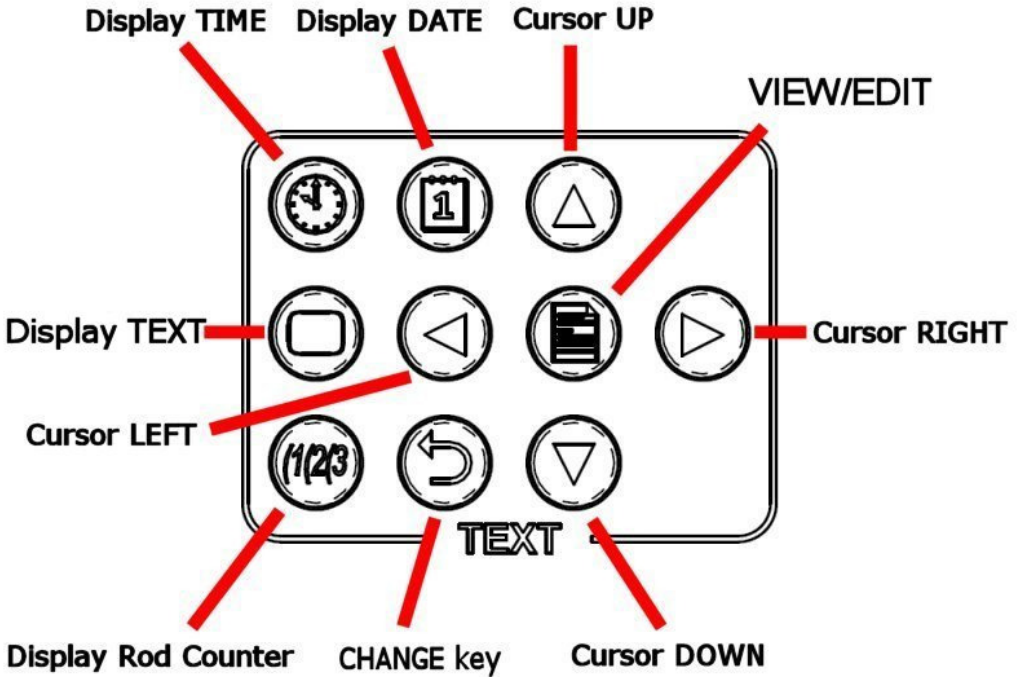 Display TIME
Display DATE
Cursor UP
VIEW/EDIT
1
Display TEXT
Cursor RIGHT
Cursor LEFT
(1(2(3
TEXT
Display Rod Counter
CHANGE key
Cursor DOWN